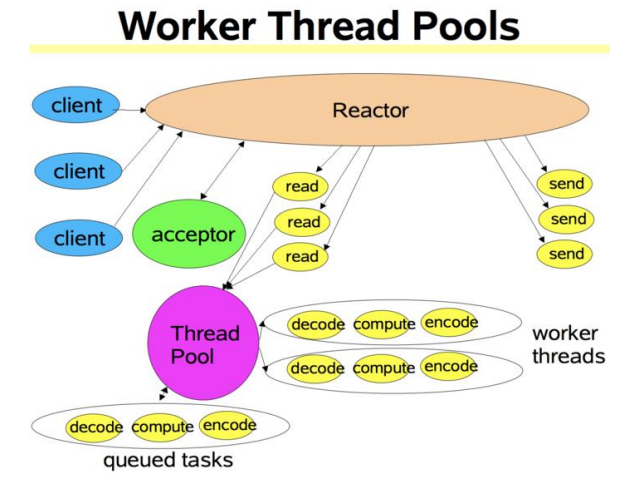 Worker Thread Pools
client
Reactor
client
client
acceptor
read
read
read
send
send
send
Thread
Pool
decode compute encode
decode compute encode
worker
threads
decode compute encode
queued tasks